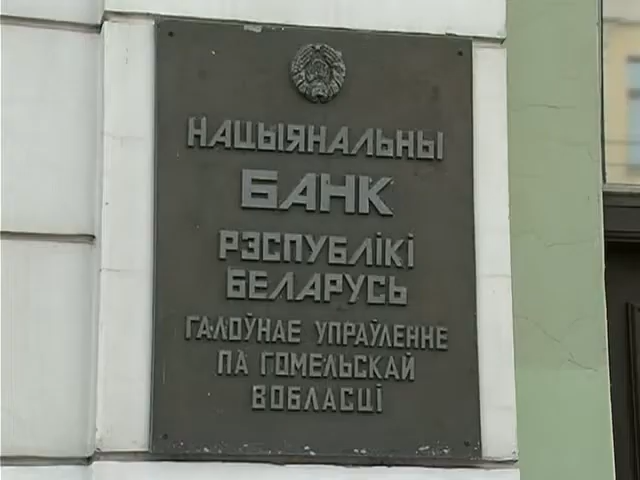 НАЦЫЯНАЛЬНЫ
БАНК
РЭСПУБЛІКІ
БЕЛАРУСЬ
ГАЛОЎНАЕ УПРАЎЛЕННЕ
ПА ГОМЕЛЬСКАЙ
ВОБЛАСЦІ